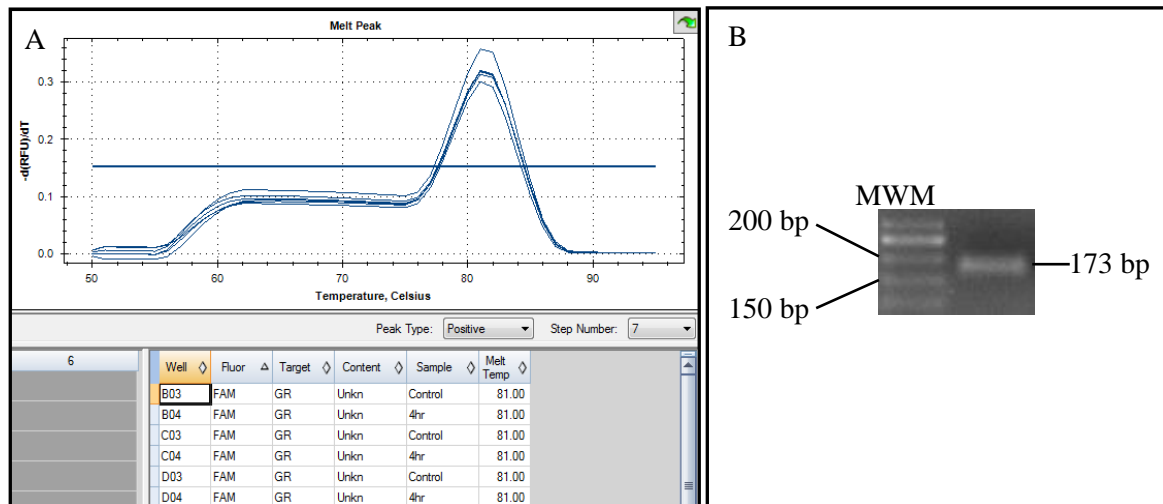 A
Melt Peak
-d(RFU)/dT
0.3
0.2
0.1
0.0
50 60 70 80 90
Temperature, Celsius
Peak Type: Positive Step Number: 7
6
Well Fluor Target Content Sample Melt Temp
B03 FAM GR Unkn Control 81.00
B04 FAM GR Unkn 4hr 81.00
C03 FAM GR Unkn Control 81.00
C04 FAM GR Unkn 4hr 81.00
D03 FAM GR Unkn Control 81.00
D04 FAM GR Unkn 4hr 81.00
B
MWM
200 bp
173 bp
150 bp